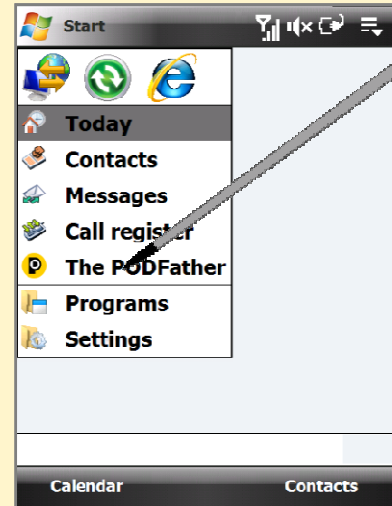 Start
Today
Contacts
Messages
Call register
The PODFather
Programs
Settings
Calendar Contacts